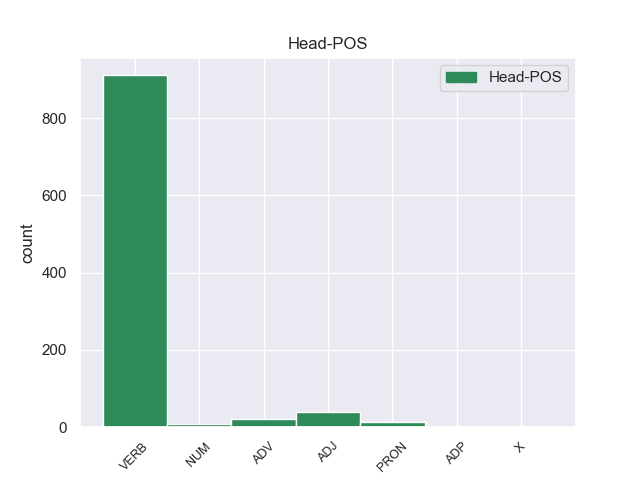 Head-POS
Head-POS
800
600
400
200
0
count
VERB NUM ADV ADJ PRON ADP X